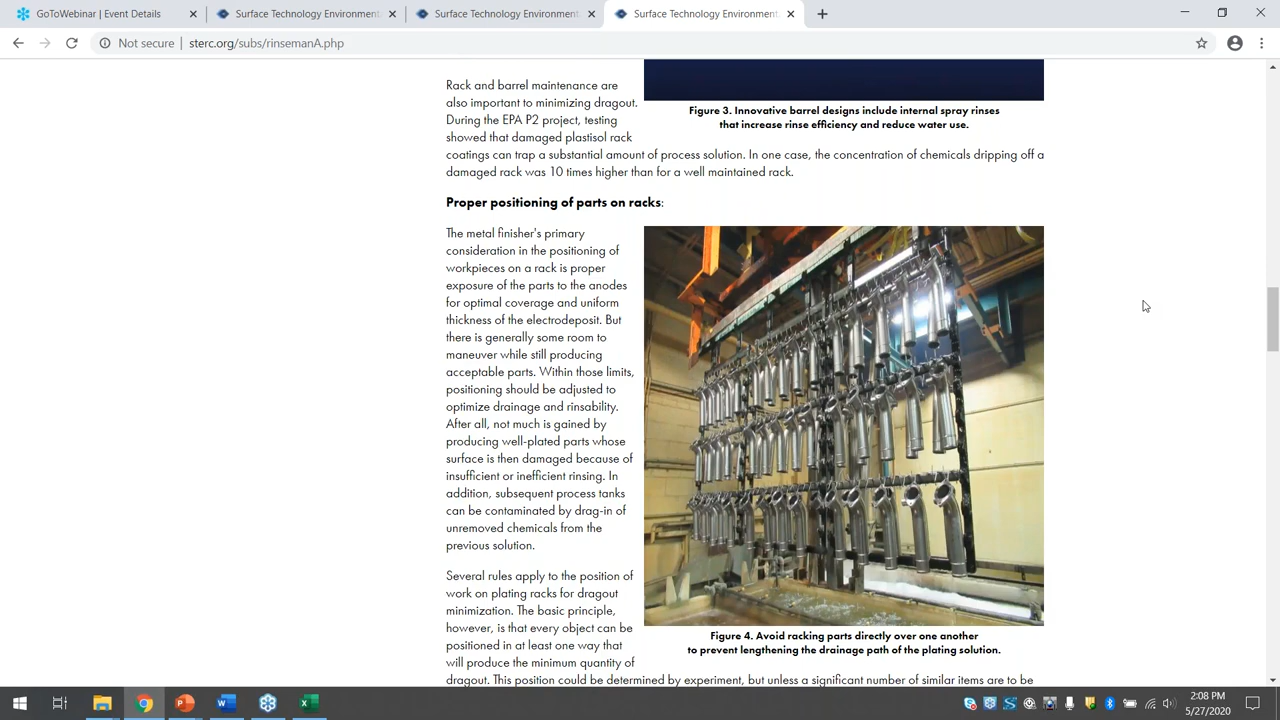 GoToWebinar | Event Details
Surface Technology Environment
Surface Technology Environment
Surface Technology Environment
Not secure | sterc.org/subs/rinsemanA.php
Rack and barrel maintenance are
also important to minimizing dragout.
During the EPA P2 project, testing
showed that damaged plastisol rack
coatings can trap a substantial amount of process solution. In one case, the concentration of chemicals dripping off a
damaged rack was 10 times higher than for a well maintained rack.
Figure 3. Innovative barrel designs include internal spray rinses
that increase rinse efficiency and reduce water use.
Proper positioning of parts on racks:
The metal finisher's primary
consideration in the positioning of
workpieces on a rack is proper
exposure of the parts to the anodes
for optimal coverage and uniform
thickness of the electrodeposit. But
there is generally some room to
maneuver while still producing
acceptable parts. Within those limits,
positioning should be adjusted to
optimize drainage and rinsability.
After all, not much is gained by
producing well-plated parts whose
surface is then damaged because of
insufficient or inefficient rinsing. In
addition, subsequent process tanks
can be contaminated by drag-in of
unremoved chemicals from the
previous solution.
Several rules apply to the position of
work on plating racks for dragout
minimization. The basic principle,
however, is that every object can be
positioned in at least one way that
will produce the minimum quantity of
dragout. This position could be determined by experiment, but unless a significant number of similar items are to be
Figure 4. Avoid racking parts directly over one another
to prevent lengthening the drainage path of the plating solution.
2:08 PM
5/27/2020